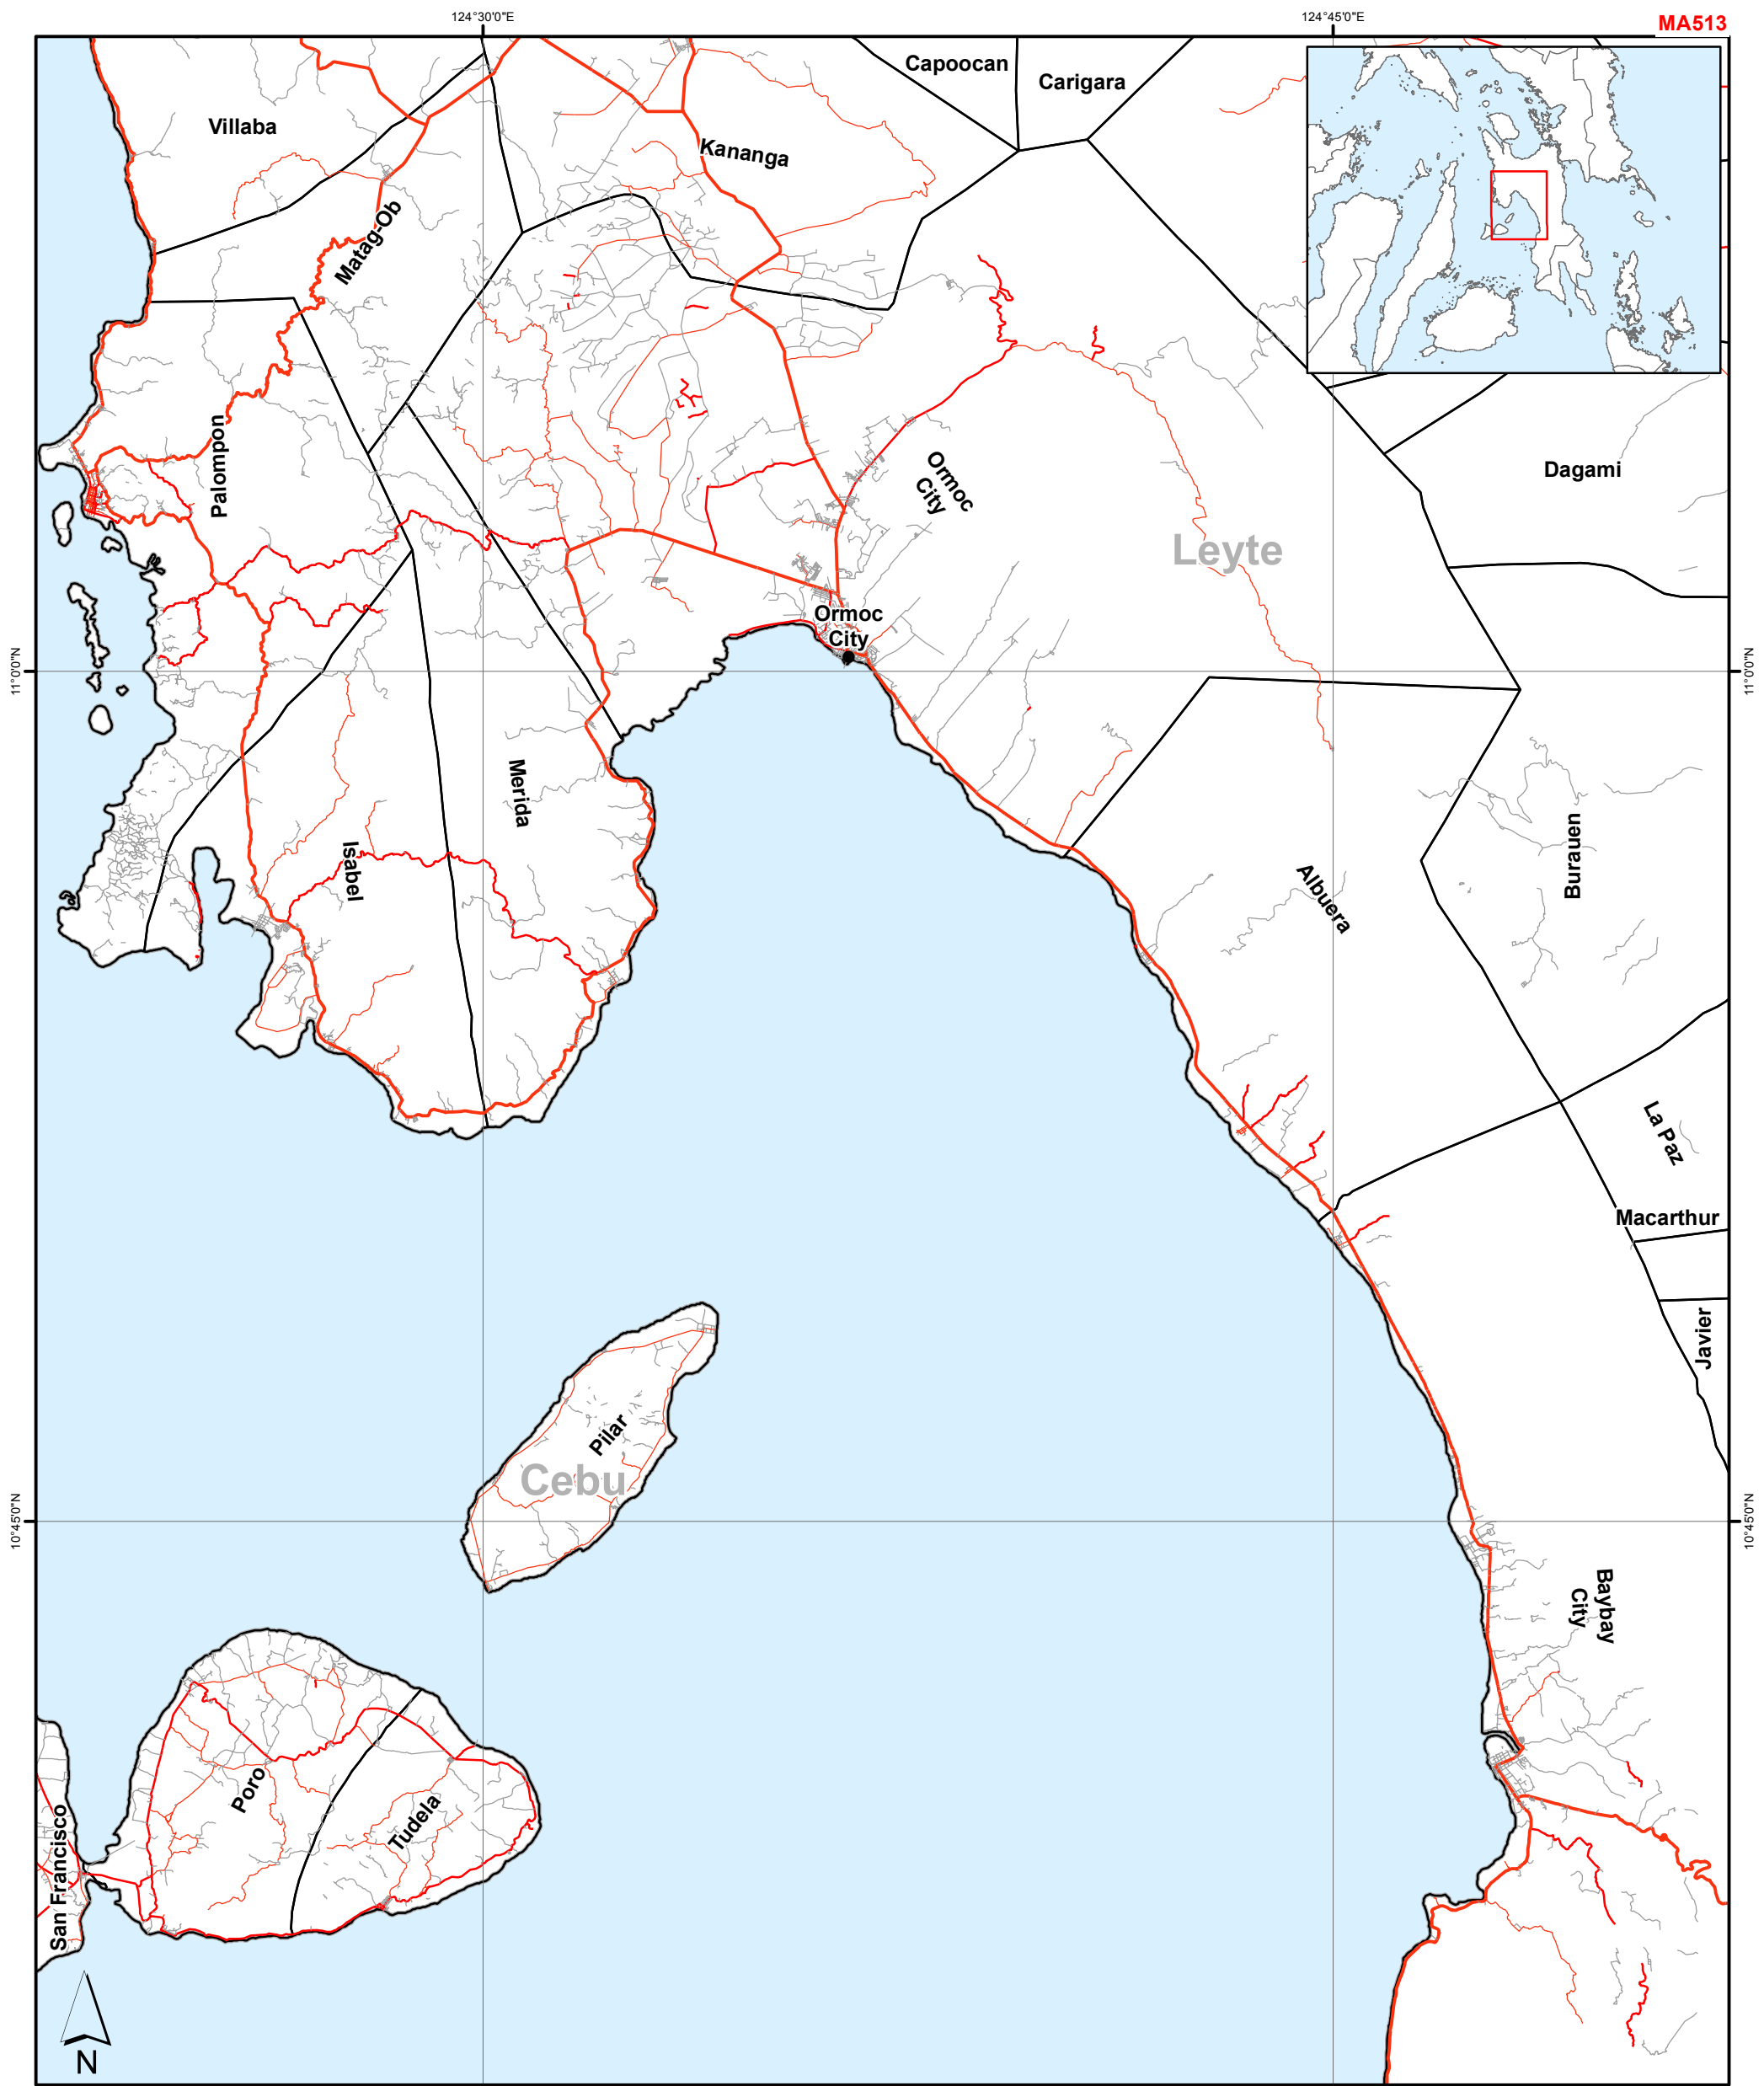 124°30'0"E
124°45'0"E
MA513
Capoocan
Carigara
Villaba
Kananga
Matag-Ob
Palompon
Ormoc
City
Dagami
Leyte
Ormoc
City
11°0'0"N
11°0'0"N
Merida
Isabel
Albuera
Burauen
La Paz
Macarthur
Javier
Pilar
Cebu
10°45'0"N
10°45'0"N
Baybay
City
Poro
Tudela
San Francisco
N